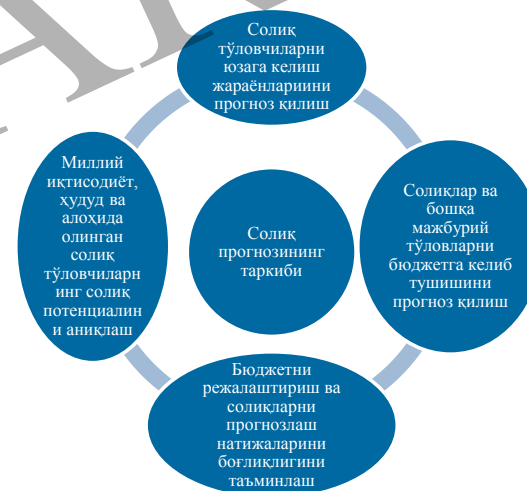 Солиқ
тўловчиларни
юзага келиш
жараёнлариини
прогноз қилиш
Миллий
иқтисодиёт,
ҳудуд ва
алоҳида
олинган
солиқ
тўловчиларн
инг солиқ
потенциалин
и аниқлаш
Солиқ
прогнозининг
таркиби
Солиқлар ва
бошқа
мажбурий
тўловларни
бюджетга келиб
тушишини
прогноз қилиш
Бюджетни
режалаштириш ва
солиқларни
прогнозлаш
натижаларини
боғлиқлигини
таъминлаш